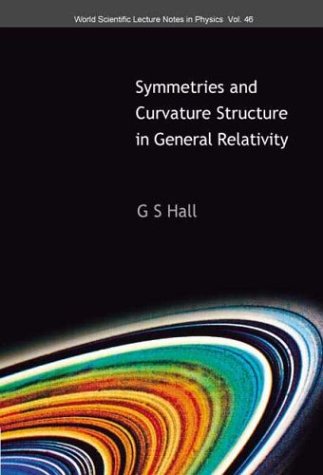 World Scientific Lecture Notes in Physics Vol. 46
Symmetries and
Curvature Structure
in General Relativity
G S Hall